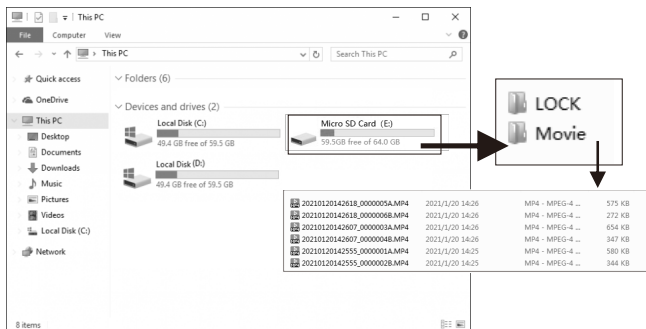 This PC
File Computer View
This PC
Search This PC
Quick access
OneDrive
This PC
Desktop
Documents
Downloads
Music
Pictures
Videos
Local Disk (C:)
Network
Folders (6)
Devices and drives (2)
Local Disk (C:)
49.4 GB free of 59.5 GB
Micro SD Card (E:)
59.5GB free of 64.0 GB
Local Disk (D:)
49.4 GB free of 59.5 GB
LOCK
Movie
20210120142618_0000005A.MP4 2021/1/20 14:26 MP4 - MPEG-4 ... 575 KB
20210120142618_0000006B.MP4 2021/1/20 14:26 MP4 - MPEG-4 ... 272 KB
20210120142607_0000003A.MP4 2021/1/20 14:26 MP4 - MPEG-4 ... 654 KB
20210120142607_0000004B.MP4 2021/1/20 14:26 MP4 - MPEG-4 ... 347 KB
20210120142555_0000001A.MP4 2021/1/20 14:25 MP4 - MPEG-4 ... 580 KB
20210120142555_0000002B.MP4 2021/1/20 14:25 MP4 - MPEG-4 ... 344 KB
8 items